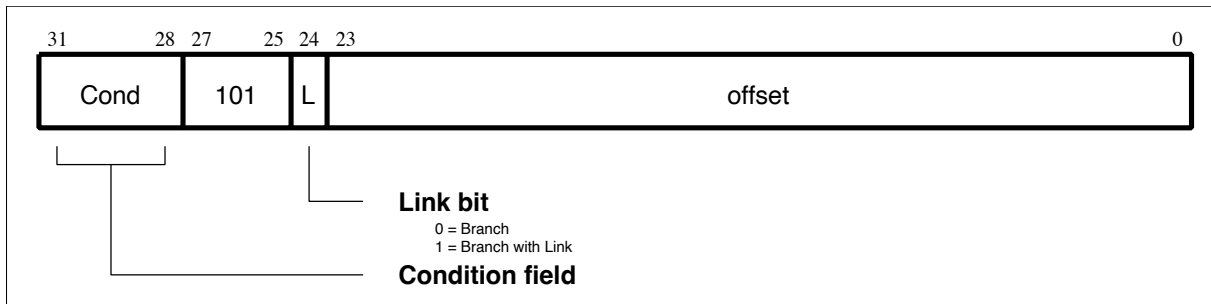 31 28 27 25 24 23 0
Cond 101 L offset
Link bit
0 = Branch
1 = Branch with Link
Condition field